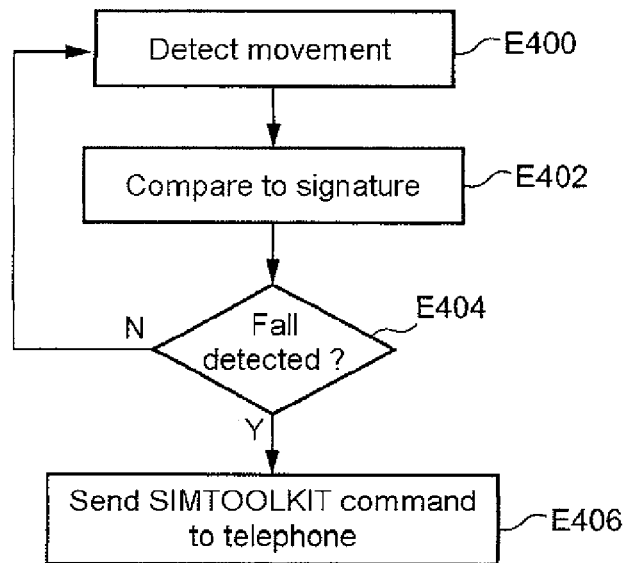 Detect movement
E400
Compare to signature
E402
Fall
detected ?
E404
N
Y
Send SIMTOOLKIT command
to telephone
E406